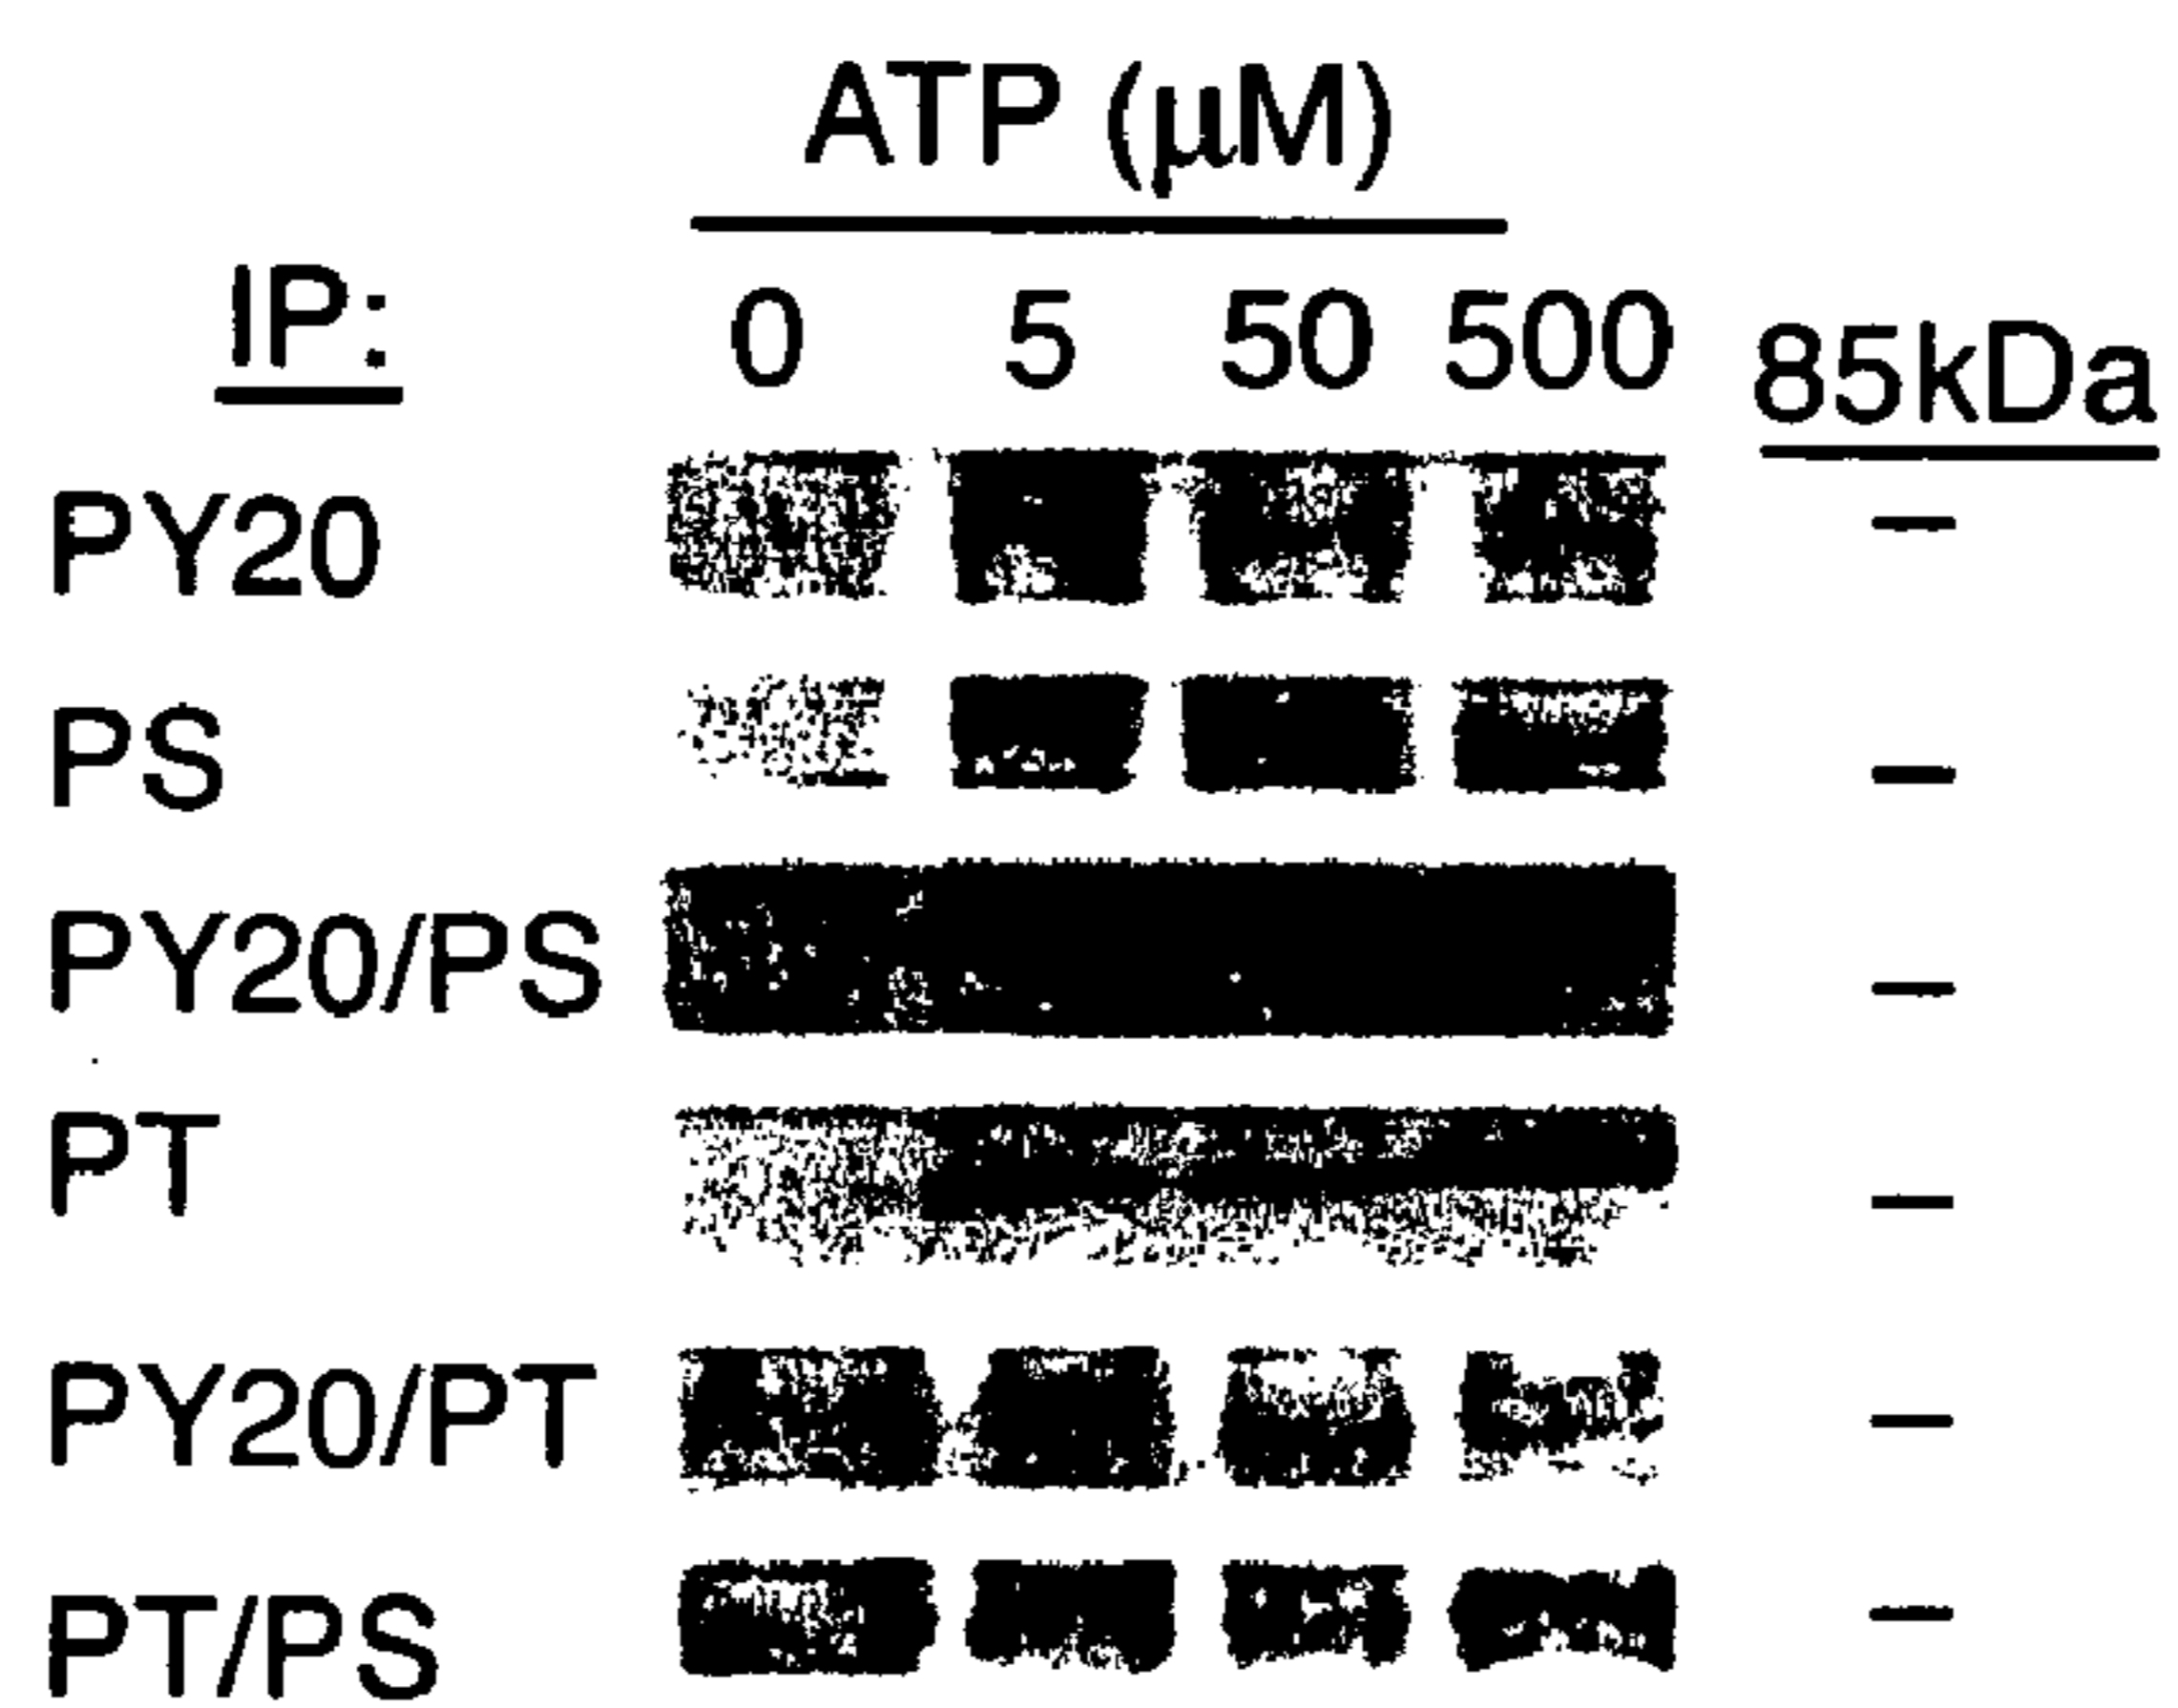 ATP (μM)
IP: 0 5 50 500 85kDa
PY20 –
PS –
PY20/PS –
PT –
PY20/PT –
PT/PS –